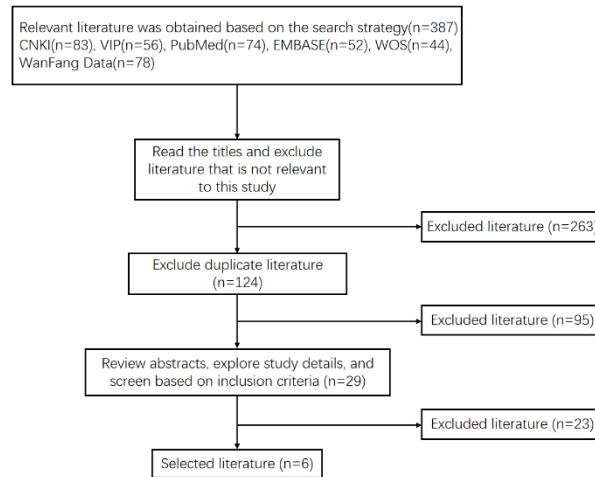 Relevant literature was obtained based on the search strategy(n=387)
CNKI(n=83), VIP(n=56), PubMed(n=74), EMBASE(n=52), WOS(n=44),
WanFang Data(n=78)
Read the titles and exclude
literature that is not relevant
to this study
Excluded literature (n=263)
Exclude duplicate literature
(n=124)
Excluded literature (n=95)
Review abstracts, explore study details, and
screen based on inclusion criteria (n=29)
Excluded literature (n=23)
Selected literature (n=6)